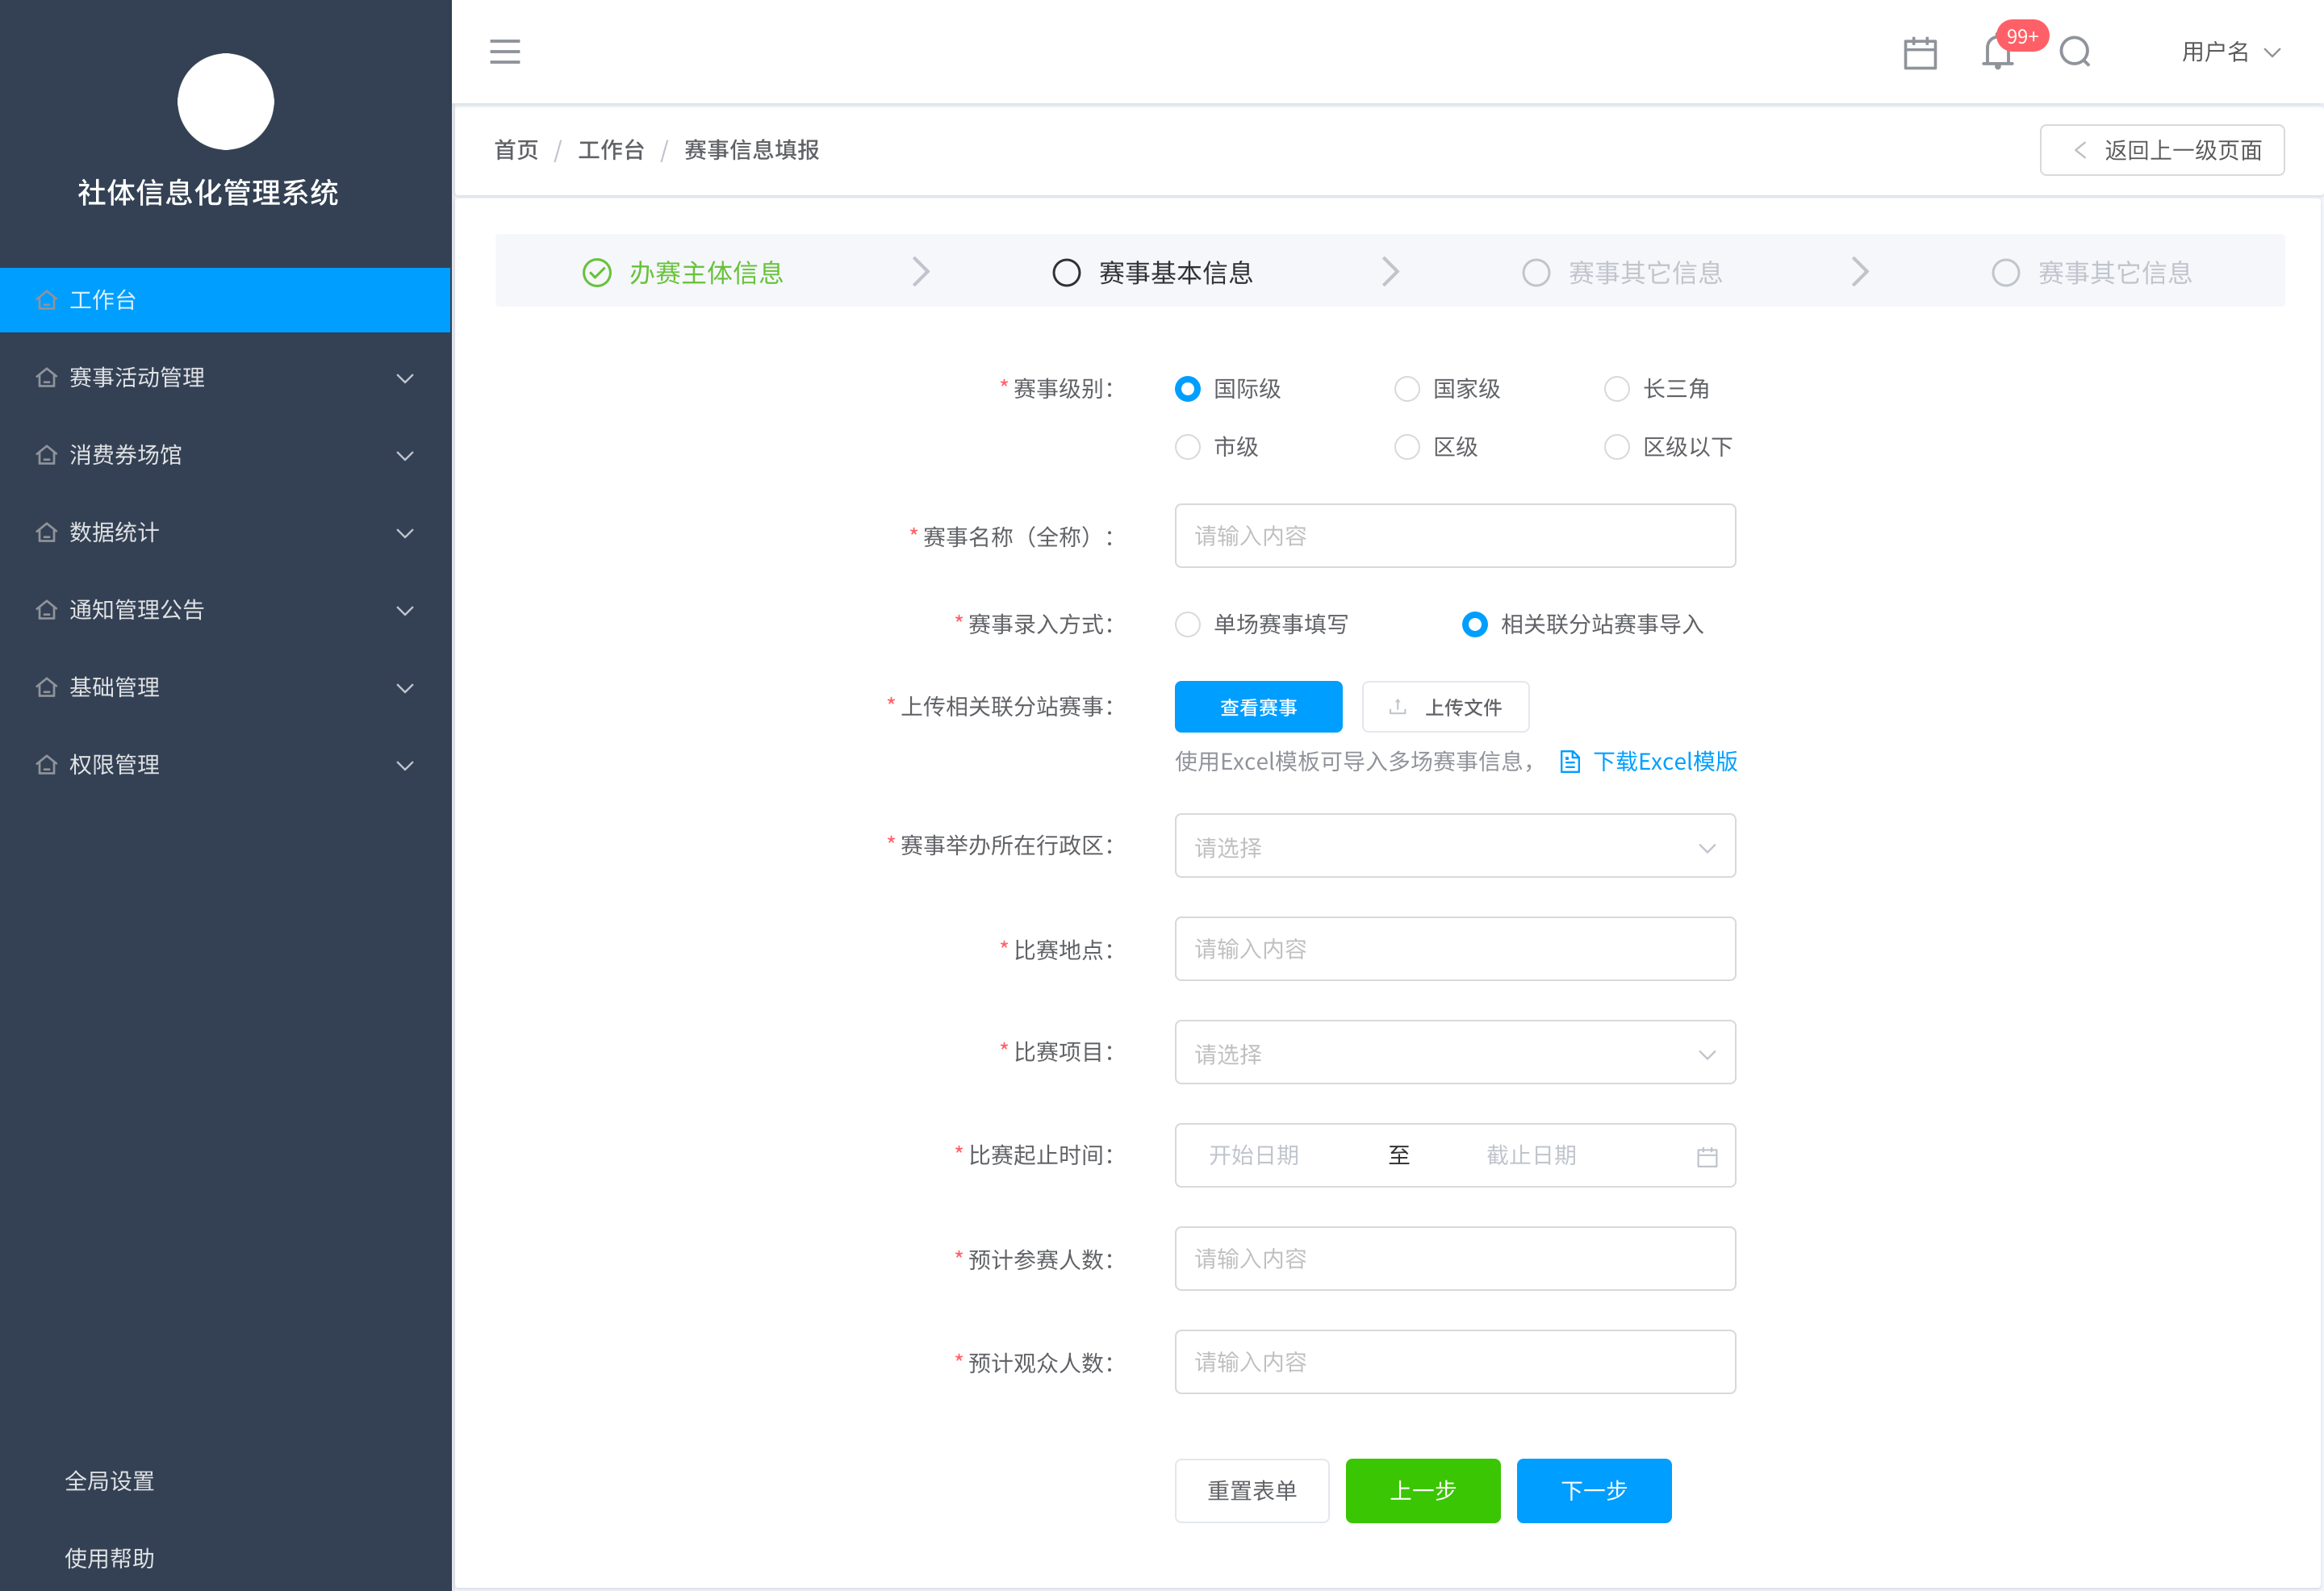 社体信息化管理系统
工作台
赛事活动管理
消费券场馆
数据统计
通知管理公告
基础管理
权限管理
全局设置
使用帮助
99+
用户名
首页 / 工作台 / 赛事信息填报
返回上一级页面
办赛主体信息 赛事基本信息 赛事其它信息 赛事其它信息
* 赛事级别： 国际级 国家级 长三角
市级 区级 区级以下
* 赛事名称（全称）： 请输入内容
* 赛事录入方式： 单场赛事填写 相关联分站赛事导入
* 上传相关联分站赛事： 查看赛事 上传文件
使用Excel模板可导入多场赛事信息， 下载Excel模版
* 赛事举办所在行政区： 请选择
* 比赛地点： 请输入内容
* 比赛项目： 请选择
* 比赛起止时间： 开始日期 至 截止日期
* 预计参赛人数： 请输入内容
* 预计观众人数： 请输入内容
重置表单 上一步 下一步